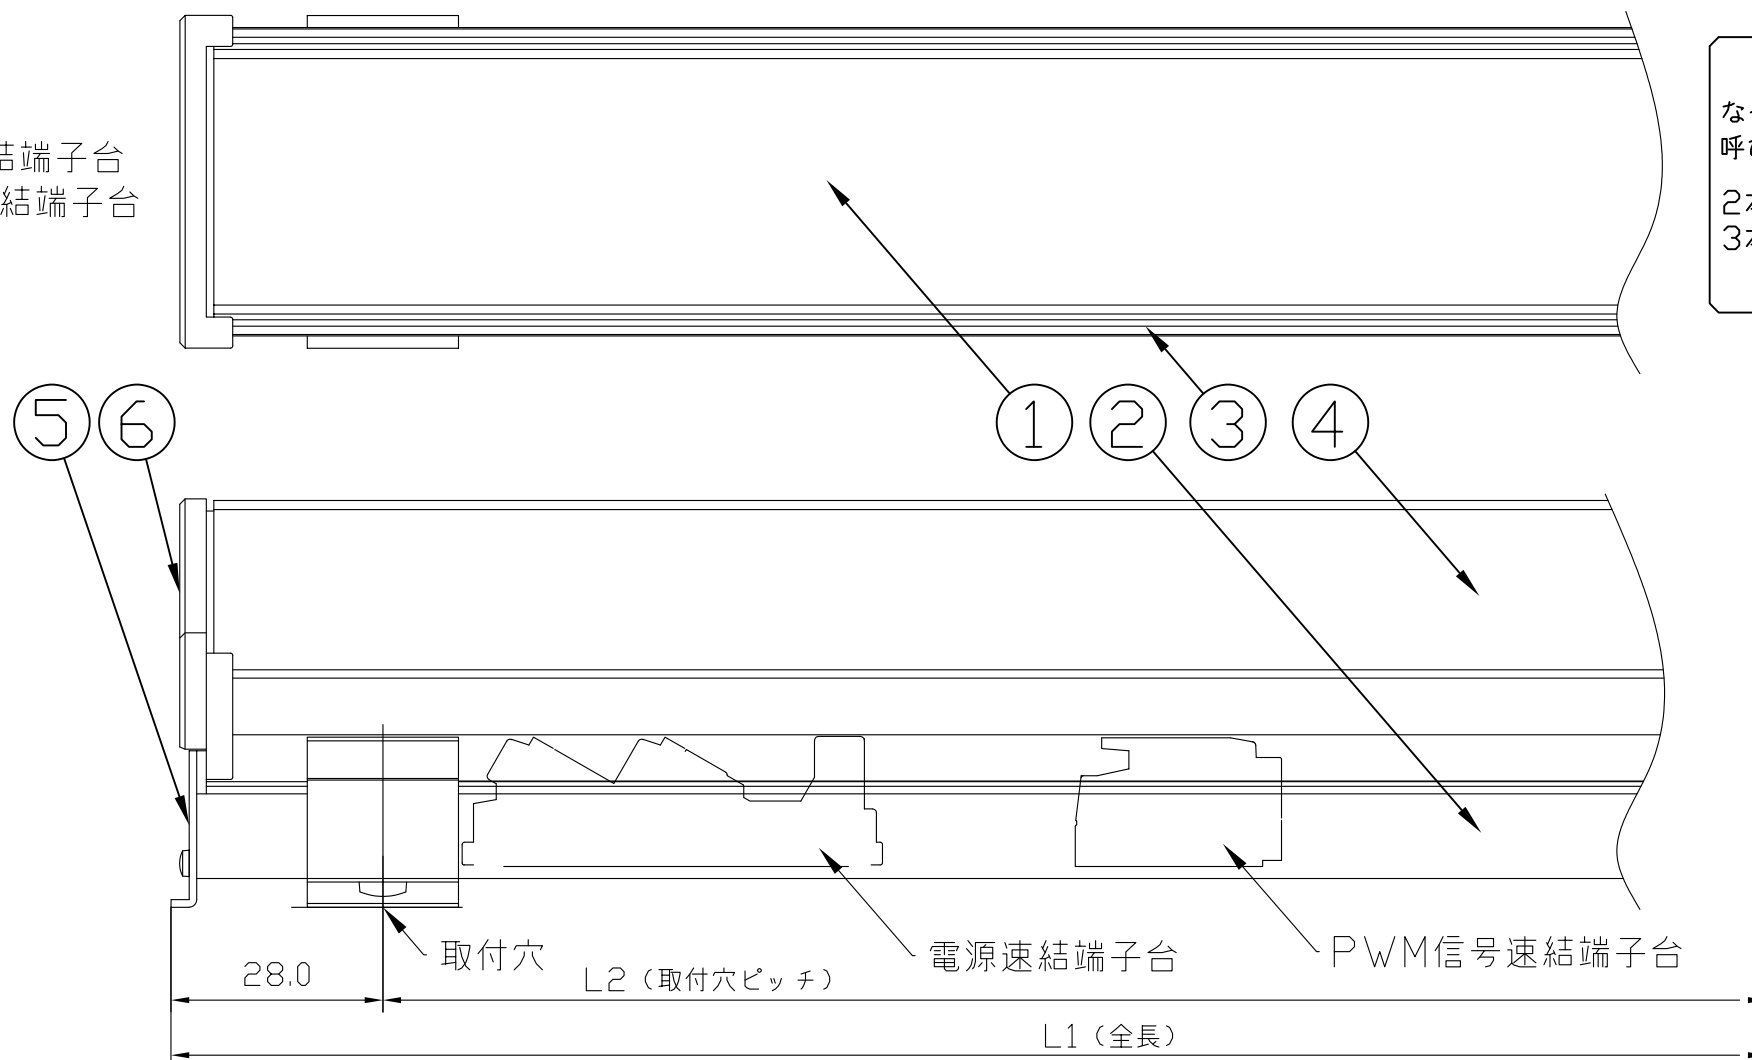 結端子台
結端子台
な
呼
2
3
5 6 1 2 3 4
取付穴
電源速結端子台
PWM信号速結端子台
28.0
L2(取付穴ピッチ)
L1(全長)